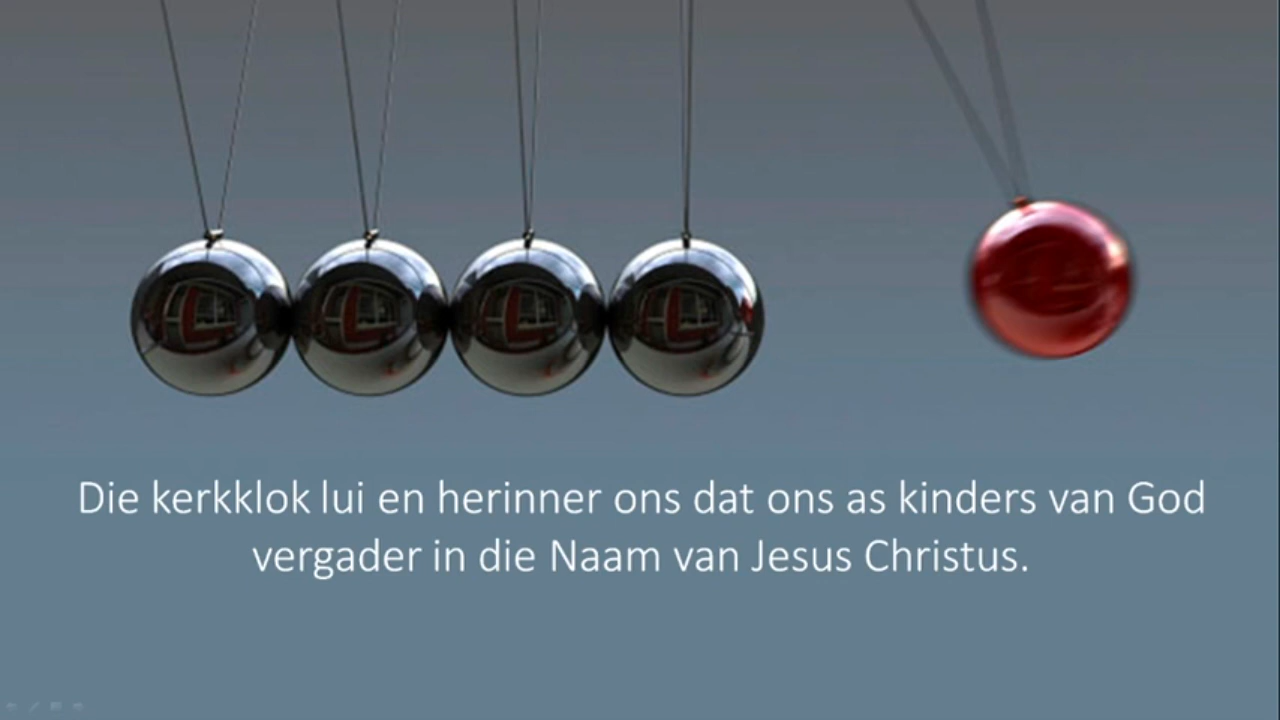 Die kerkklok lui en herinner ons dat ons as kinders van God
vergader in die Naam van Jesus Christus.